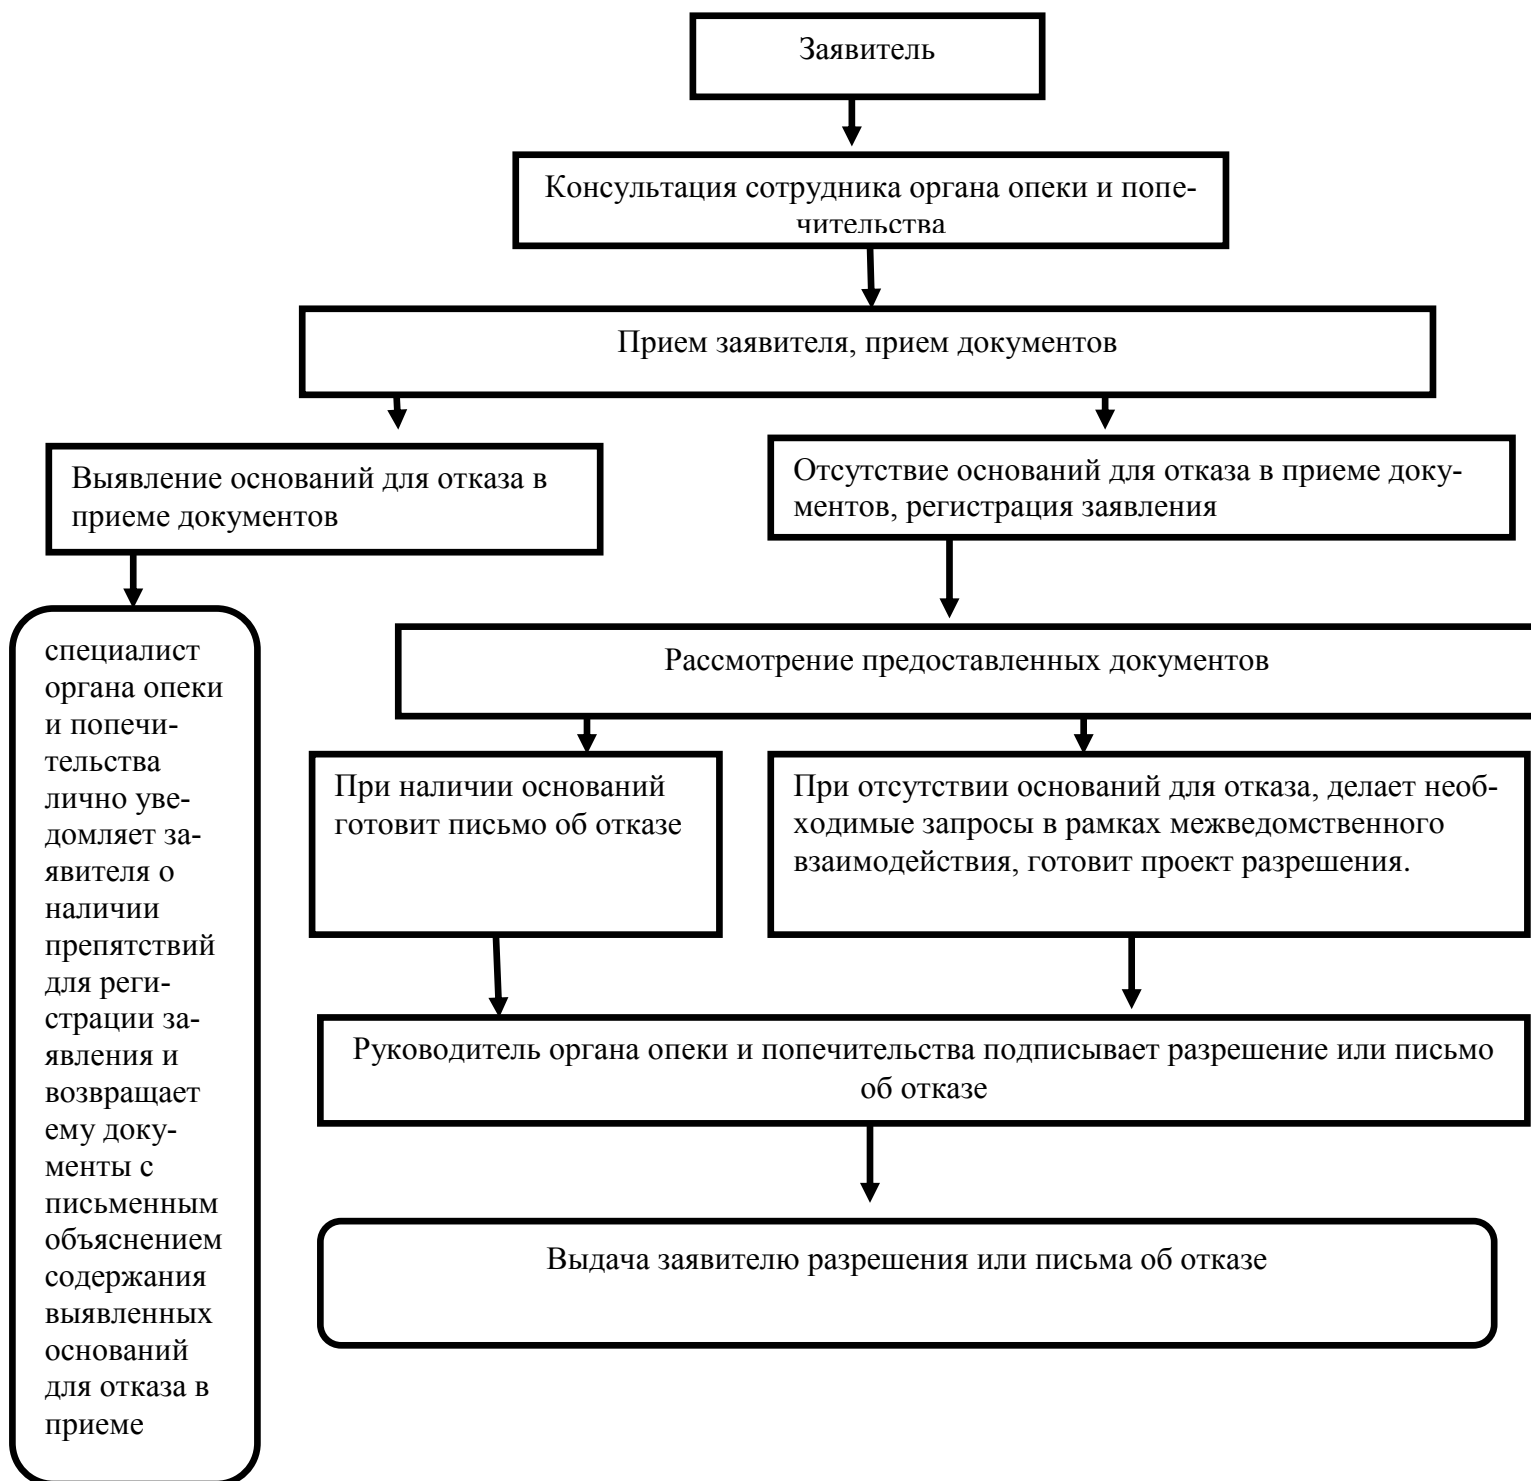 Заявитель
Консультация сотрудника органа опеки и попе-
чительства
Прием заявителя, прием документов
Выявление оснований для отказа в
приеме документов
Отсутствие оснований для отказа в приеме доку-
ментов, регистрация заявления
специалист
органа опеки
и попечи-
тельства
лично уве-
домляет за-
явителя о
наличии
препятствий
для реги-
страции за-
явления и
возвращает
ему доку-
менты с
письменным
объяснением
содержания
выявленных
оснований
для отказа в
приеме
Рассмотрение предоставленных документов
При наличии оснований
готовит письмо об отказе
При отсутствии оснований для отказа, делает необ-
ходимые запросы в рамках межведомственного
взаимодействия, готовит проект разрешения.
Руководитель органа опеки и попечительства подписывает разрешение или письмо
об отказе
Выдача заявителю разрешения или письма об отказе